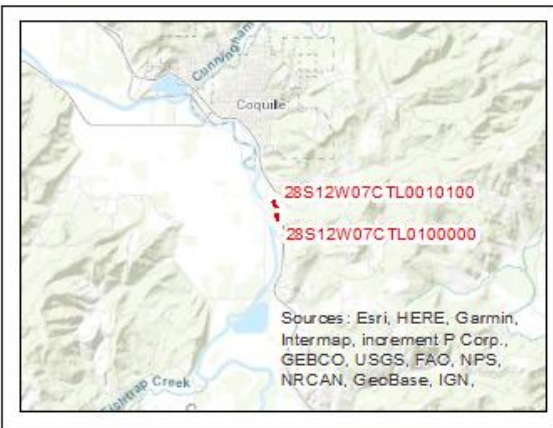 Cunningham
Coquille
28S12W07CTL0010100
28S12W07CTL0100000
Sources: Esri, HERE, Garmin,
Intermap, increment P Corp.,
GEBCO, USGS, FAO, NPS,
NRCAN, GeoBase, IGN,
Fishtrap Creek